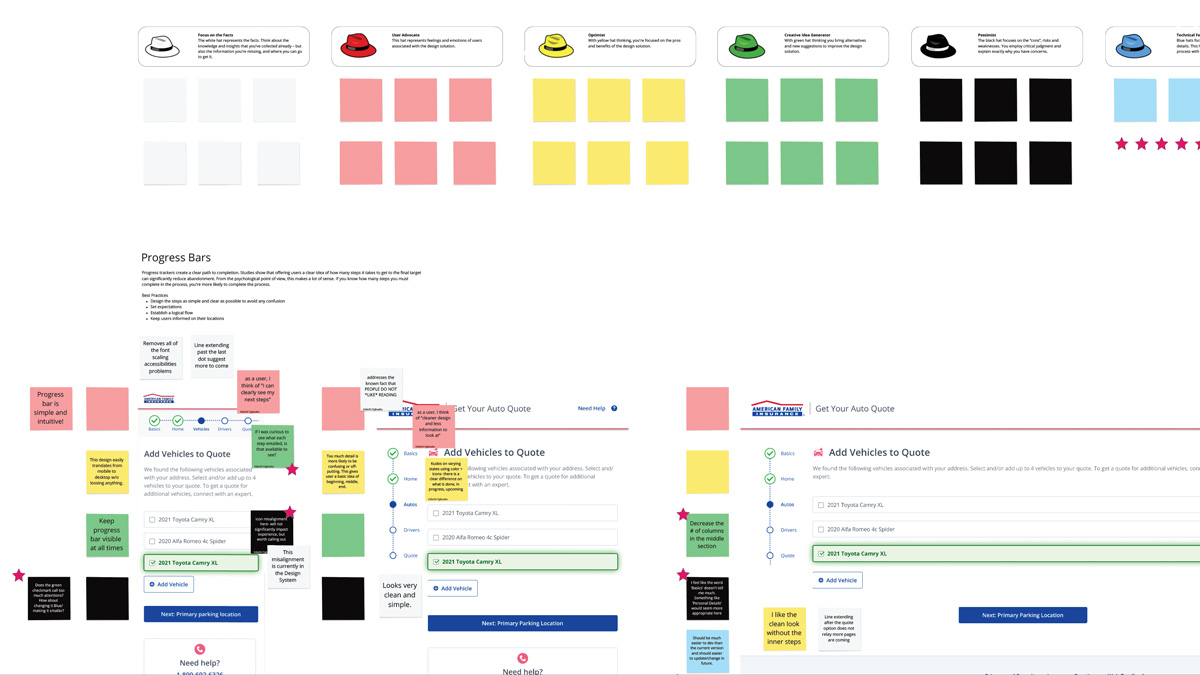 Focus on the Facts
The white hat represents the facts. Think about the
knowledge and insights that you've collected already – but
also the information you're missing, and where you can go
to get it.
User Advocate
This hat represents feelings and emotions of users
associated with the design solution.
Optimist
With yellow hat thinking, you're focused on the pros
and benefits of the design solution.
Creative Idea Generator
With green hat thinking you bring alternatives
and new suggestions to improve the design
solution.
Pessimist
The black hat focuses on the "cons", risks and
weaknesses. You employ critical judgment and
explain exactly why you have concerns.
Technical Fe
Blue hats foc
details. This h
process with
Progress Bars
Progress trackers create a clear path to completion. Studies show that offering users a clear idea of how many steps it takes to get to the final target
can significantly reduce abandonment. From the psychological point of view, this makes a lot of sense. If you know how many steps you must
complete in the process, you're more likely to complete the process.
Best Practices
• Design the steps as simple and clear as possible to avoid any confusion
• Set expectations
• Establish a logical flow
• Keep users informed on their locations
Removes all of
the font
scaling
accessibilities
problems
Line extending
past the last
dot suggest
more to come
Progress
bar is
simple and
intuitive!
as a user, I
think of "I can
clearly see my
next steps"
Basics
Home
Vehicles
Drivers
Quote
If I was curious to
see what each
step entailed, is
that available to
see?
This design easily
translates from
mobile to
desktop w/o
loosing anything.
Add Vehicles to Quote
We found the following vehicles associated
with your address. Select and/or add up to 4
vehicles to your quote. To get a quote for
additional vehicles, connect with an expert.
Keep
progress
bar visible
at all times
2021 Toyota Camry XL
2020 Alfa Romeo 4c Spider
2021 Toyota Camry XL
Icon misalignment
here- will not
significantly impact
experience, but
worth calling out
This
misalignment
is currently in
the Design
System
Does the green
checkmark call too
much attention?
How about
changing it Blue/
making it smaller?
Add Vehicle
Next: Primary parking location
Need help?
1-800-692-6326
addresses the
known fact that
PEOPLE DO NOT
*LIKE* READING
as a user, I think
of "cleaner design
and less
information to
look at"
Get Your Auto Quote
Need Help
Too much detail is
more likely to be
confusing or off-
putting. This gives
user a basic idea of
beginning, middle,
end.
Kudos on varying
states using color +
icons- there is a
clear difference on
what is done, in
progress, upcoming
Basics
Home
Autos
Drivers
Quote
Add Vehicles to Quote
following vehicles associated with your address. Select and/
to your quote. To get a quote for additional
with an expert.
2021 Toyota Camry XL
2020 Alfa Romeo 4c Spider
2021 Toyota Camry XL
Looks very
clean and
simple.
Add Vehicle
Next: Primary Parking Location
Need help?
AMERICAN FAMILY
INSURANCE
Get Your Auto Quote
Basics
Home
Autos
Drivers
Quote
Add Vehicles to Quote
We found the following vehicles associated with your address. Select and/or add up to 4 vehicles to your quote. To get a quote for additional vehicles, con
expert.
Decrease the
# of columns
in the middle
section
2021 Toyota Camry XL
2020 Alfa Romeo 4c Spider
2021 Toyota Camry XL
I feel like the word
'Basics' doesn't tell
me much.
Something like
'Personal Details'
would seem more
appropriate here
Add Vehicle
I like the
clean look
without the
inner steps
Line extending
after the quote
option does not
relay more pages
are coming
Next: Primary Parking Location
Should be much
easier to dev than
the current version
and should easier
to update/change in
future.